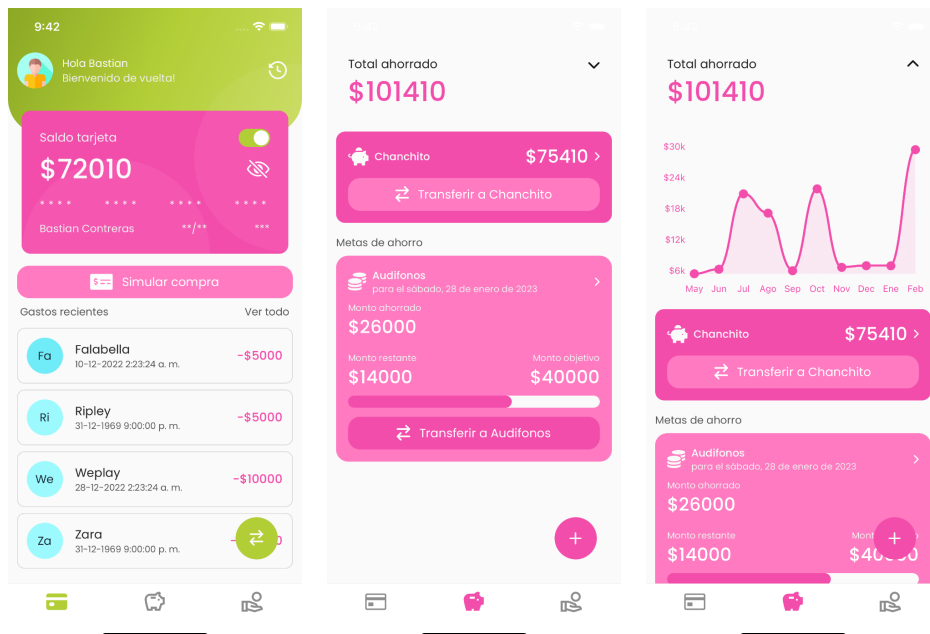 9:42
Hola Bastian
Bienvenido de vuelta!
Saldo tarjeta
$72010
**** **** **** ****
Bastian Contreras **/** ***
Simular compra
Gastos recientes Ver todo
Fa Falabella -$5000
10-12-2022 2:23:24 a. m.
Ri Ripley -$5000
31-12-1969 9:00:00 p. m.
We Weplay -$10000
28-12-2022 2:23:24 a. m.
Za Zara
31-12-1969 9:00:00 p. m.
Total ahorrado
$101410
Chanchito $75410
Transferir a Chanchito
Metas de ahorro
Audifonos
para el sábado, 28 de enero de 2023
Monto ahorrado
$26000
Monto restante Monto objetivo
$14000 $40000
Transferir a Audifonos
+
Total ahorrado
$101410
$30k
$24k
$18k
$12k
$6k
May Jun Jul Ago Sep Oct Nov Dec Ene Feb
Chanchito $75410
Transferir a Chanchito
Metas de ahorro
Audifonos
para el sábado, 28 de enero de 2023
Monto ahorrado
$26000
Monto restante
$14000
+